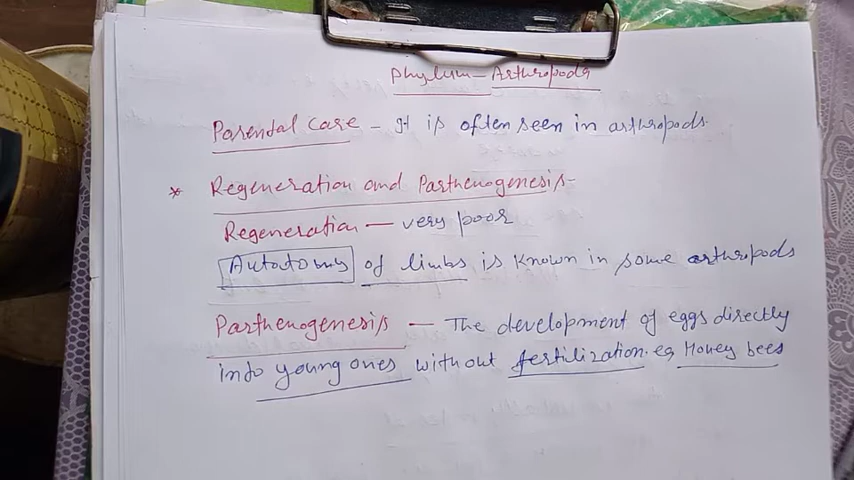 Phylum - Arthropoda
Parental Care - It is often seen in arthropods.
* Regeneration and Parthenogenesis -
Regeneration — very poor
Autotomy of limbs is known in some arthropods
Parthenogenesis — The development of eggs directly
into young ones without fertilization. eg Honey bees